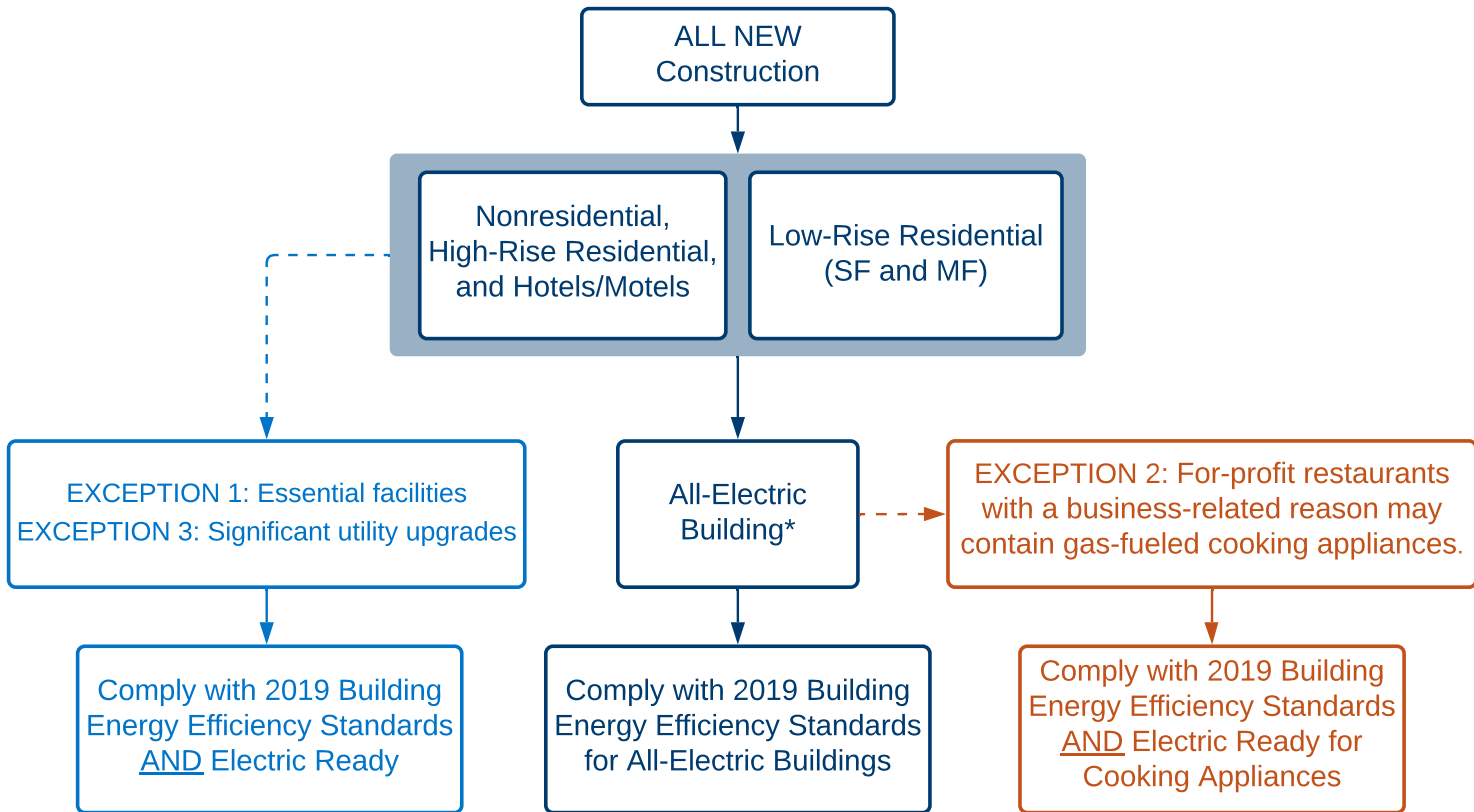 ALL NEW
Construction
Nonresidential,
High-Rise Residential,
and Hotels/Motels
Low-Rise Residential
(SF and MF)
EXCEPTION 1: Essential facilities
EXCEPTION 3: Significant utility upgrades
All-Electric
Building*
EXCEPTION 2: For-profit restaurants
with a business-related reason may
contain gas-fueled cooking appliances.
Comply with 2019 Building
Energy Efficiency Standards
AND Electric Ready
Comply with 2019 Building
Energy Efficiency Standards
for All-Electric Buildings
Comply with 2019 Building
Energy Efficiency Standards
AND Electric Ready for
Cooking Appliances